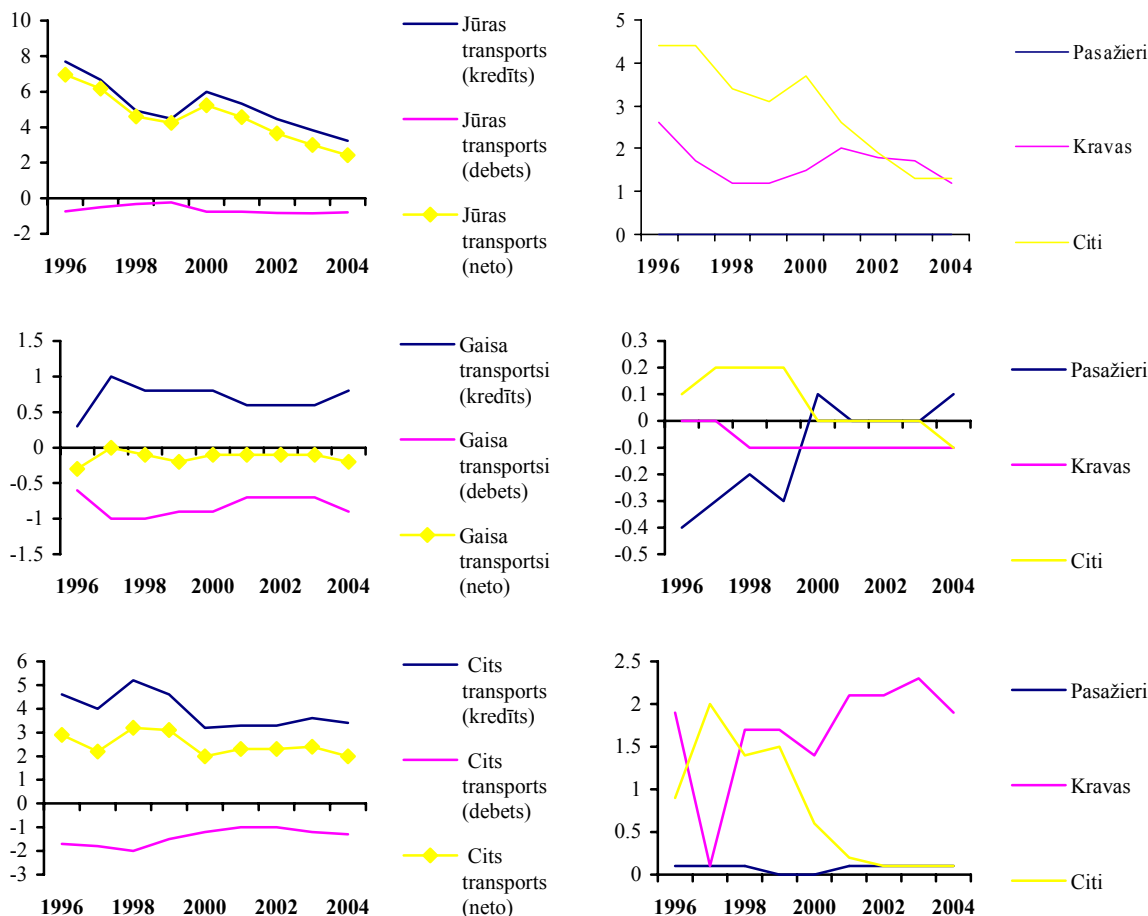 10
8
6
4
2
0
-2
1996 1998 2000 2002 2004
Jūras
transports
(kredīts)
Jūras
transports
(debets)
Jūras
transports
(neto)
5
4
3
2
1
0
1996 1998 2000 2002 2004
Pasažieri
Kravas
Citi
1.5
1
0.5
0
-0.5
-1
-1.5
1996 1998 2000 2002 2004
Gaisa
transportsi
(kredīts)
Gaisa
transportsi
(debets)
Gaisa
transportsi
(neto)
0.3
0.2
0.1
0
-0.1
-0.2
-0.3
-0.4
-0.5
1996 1998 2000 2002 2004
Pasažieri
Kravas
Citi
6
5
4
3
2
1
0
-1
-2
-3
1996 1998 2000 2002 2004
Cits
transports
(kredīts)
Cits
transports
(debets)
Cits
transports
(neto)
2.5
2
1.5
1
0.5
0
1996 1998 2000 2002 2004
Pasažieri
Kravas
Citi